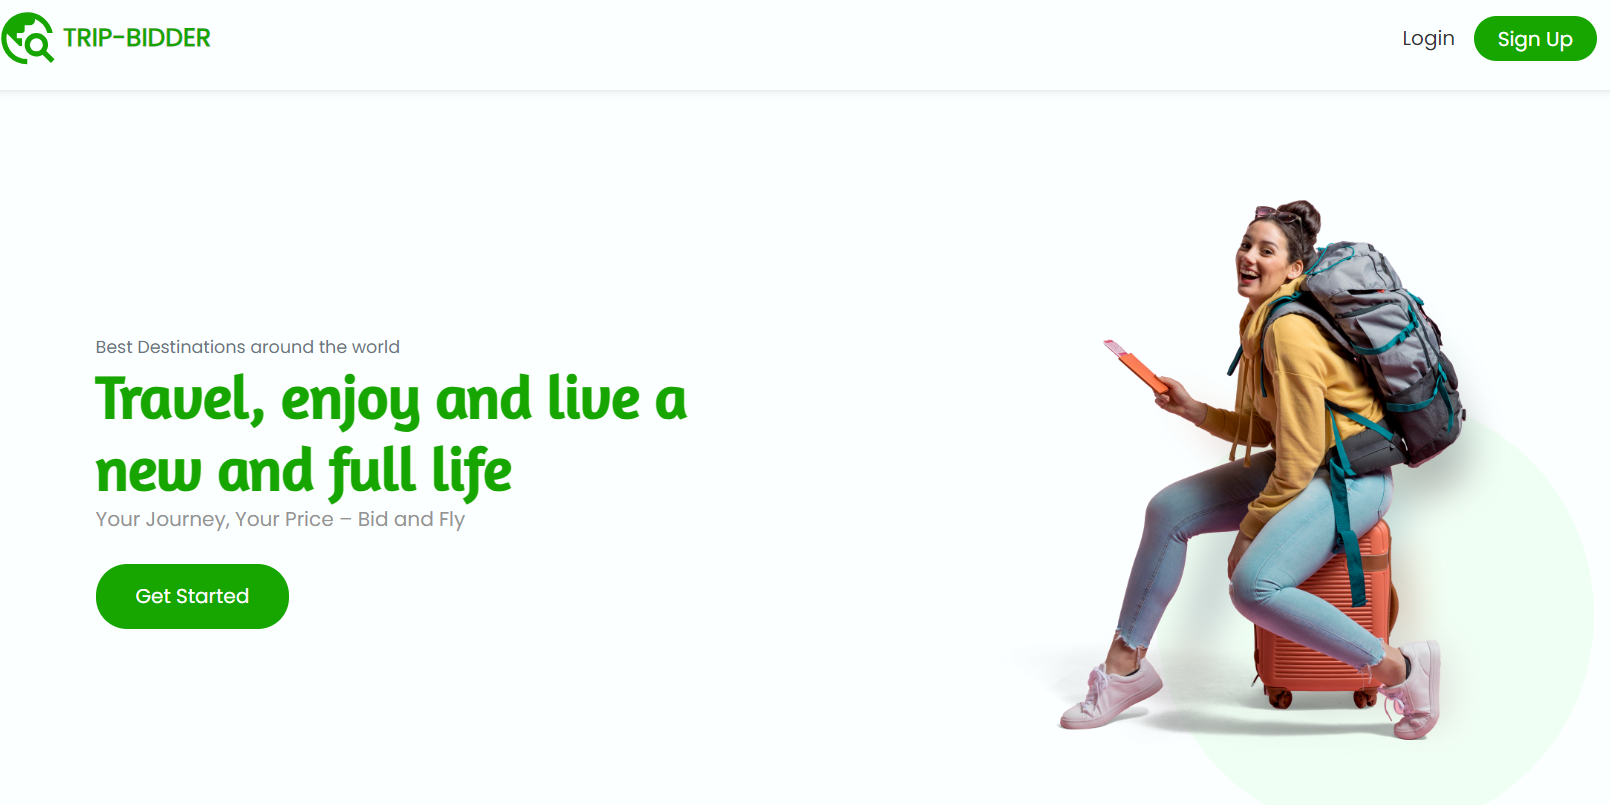 TRIP-BIDDER
Login
Sign Up
Best Destinations around the world
Travel, enjoy and live a
new and full life
Your Journey, Your Price – Bid and Fly
Get Started